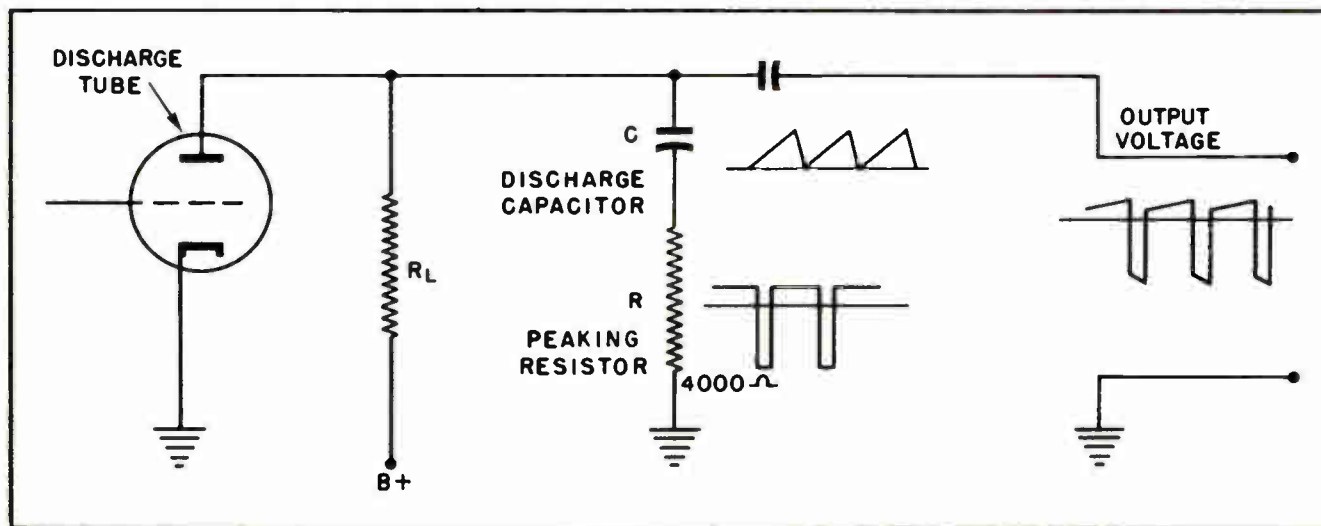 DISCHARGE
TUBE
RL
B+
C
DISCHARGE
CAPACITOR
R
PEAKING
RESISTOR
4000 Ω
OUTPUT
VOLTAGE